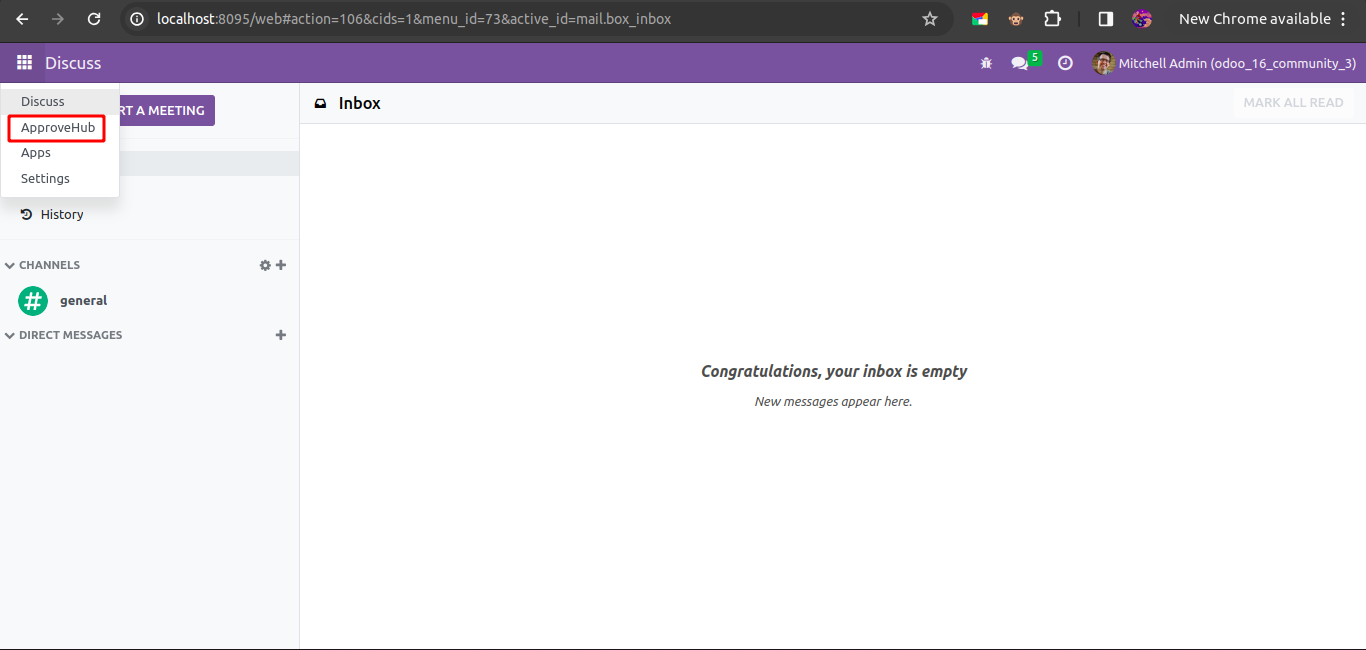 localhost:8095/web#action=106&cids=1&menu_id=73&active_id=mail.box_inbox
New Chrome available
Discuss
5
Mitchell Admin (odoo_16_community_3)
Discuss
ApproveHub
Apps
Settings
RT A MEETING
Inbox
MARK ALL READ
History
CHANNELS
general
DIRECT MESSAGES
Congratulations, your inbox is empty
New messages appear here.